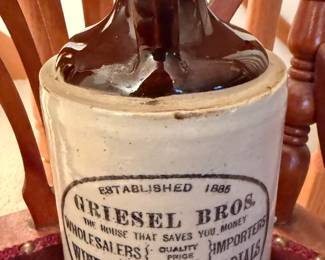 ESTABLISHED 1885
GRIESEL BROS.
THE HOUSE THAT SAVES YOU MONEY
WHOLESALERS } QUALITY { IMPORTERS
PRICE